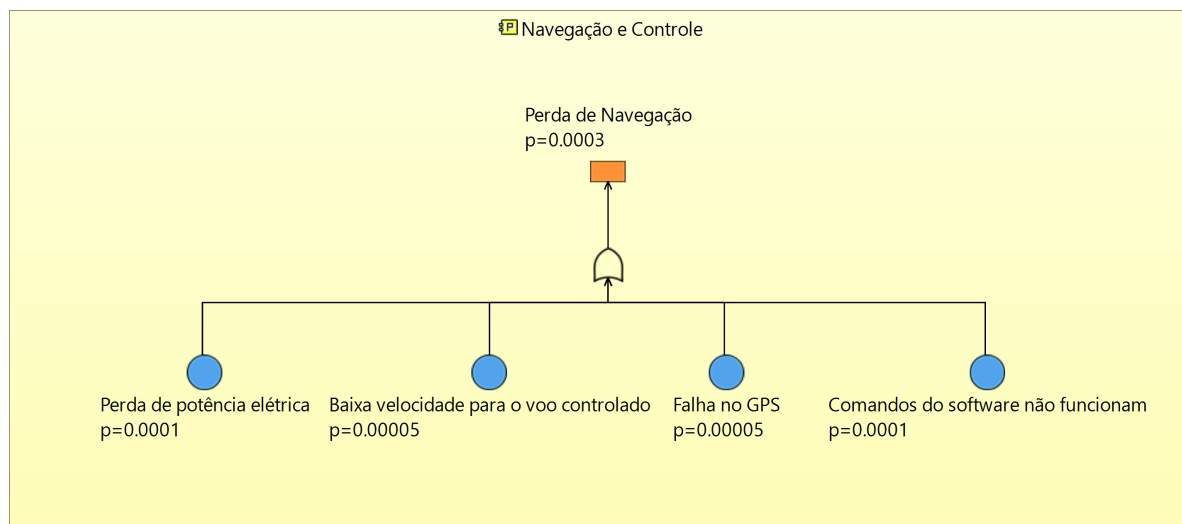 P Navegação e Controle
Perda de Navegação
p=0.0003
Perda de potência elétrica
p=0.0001
Baixa velocidade para o voo controlado
p=0.00005
Falha no GPS
p=0.00005
Comandos do software não funcionam
p=0.0001